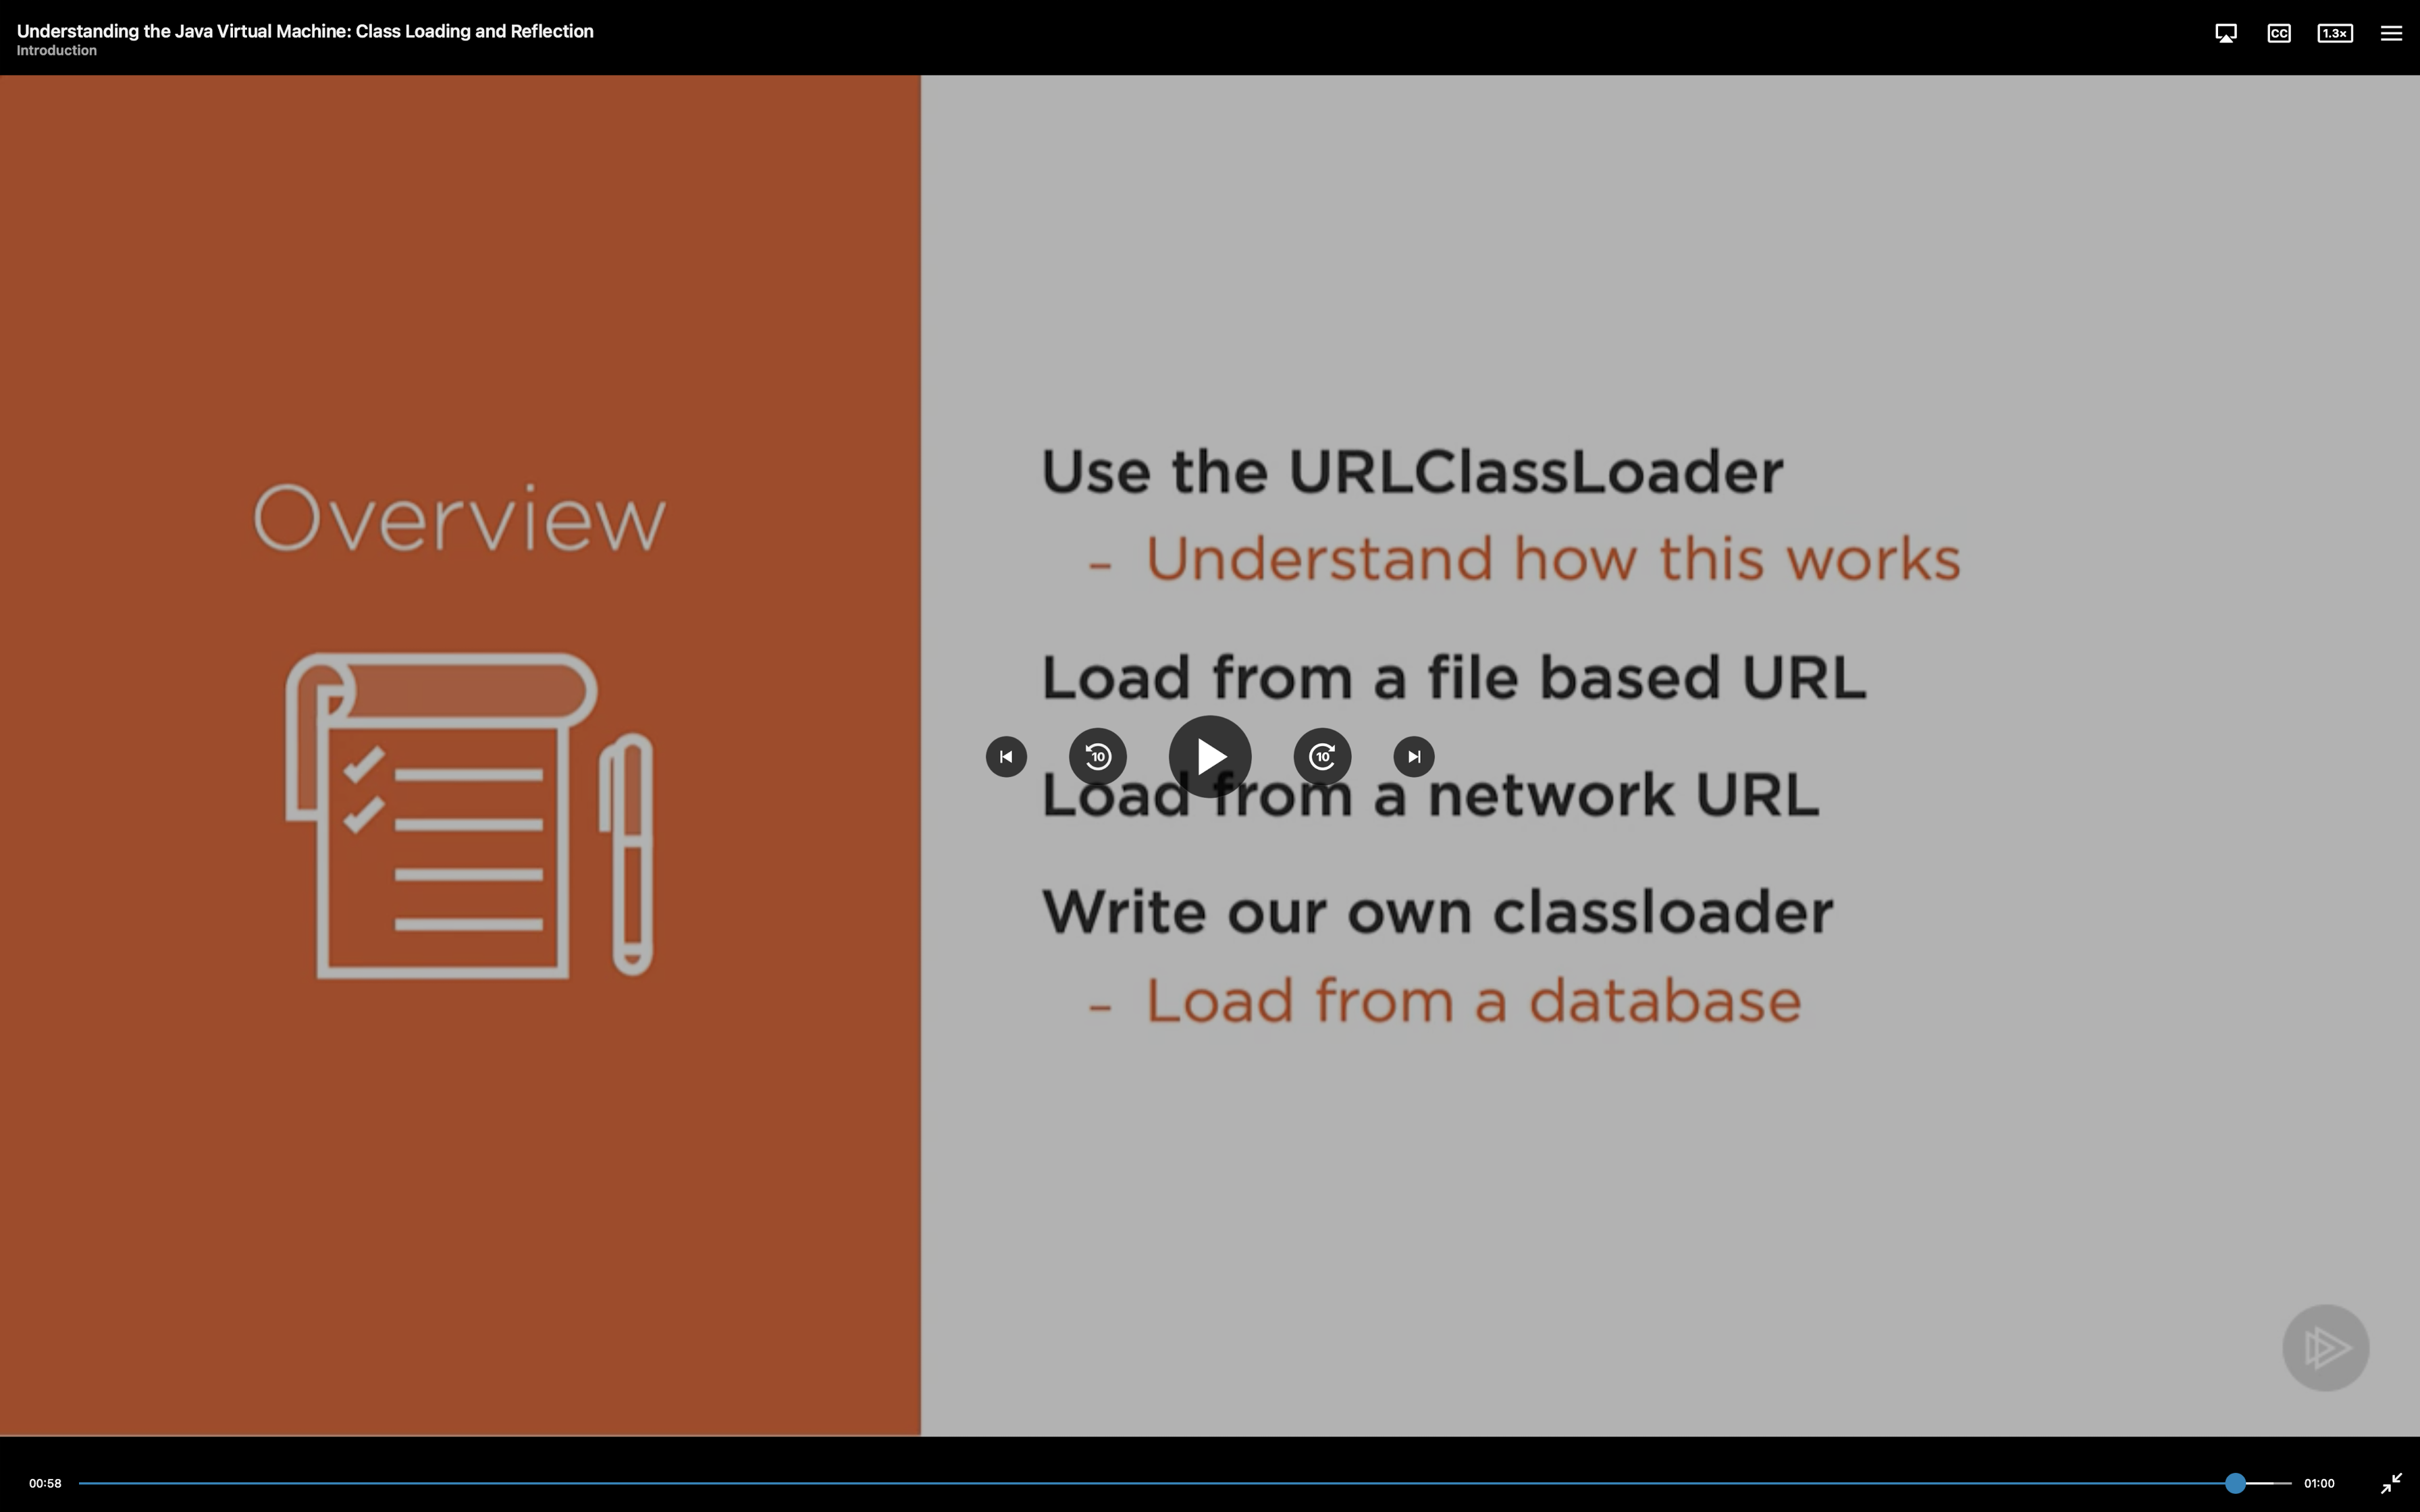 Understanding the Java Virtual Machine: Class Loading and Reflection
Introduction
CC
1.3×
Overview
Use the URLClassLoader
– Understand how this works
Load from a file based URL
10
10
Load from a network URL
Write our own classloader
– Load from a database
00:58
01:00